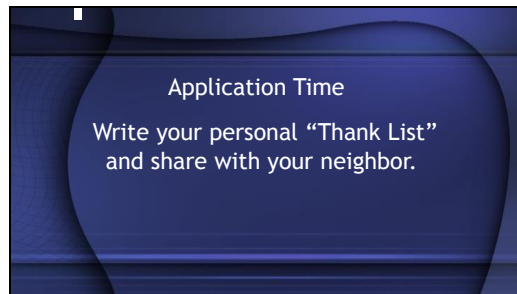 Application Time
Write your personal “Thank List”
and share with your neighbor.